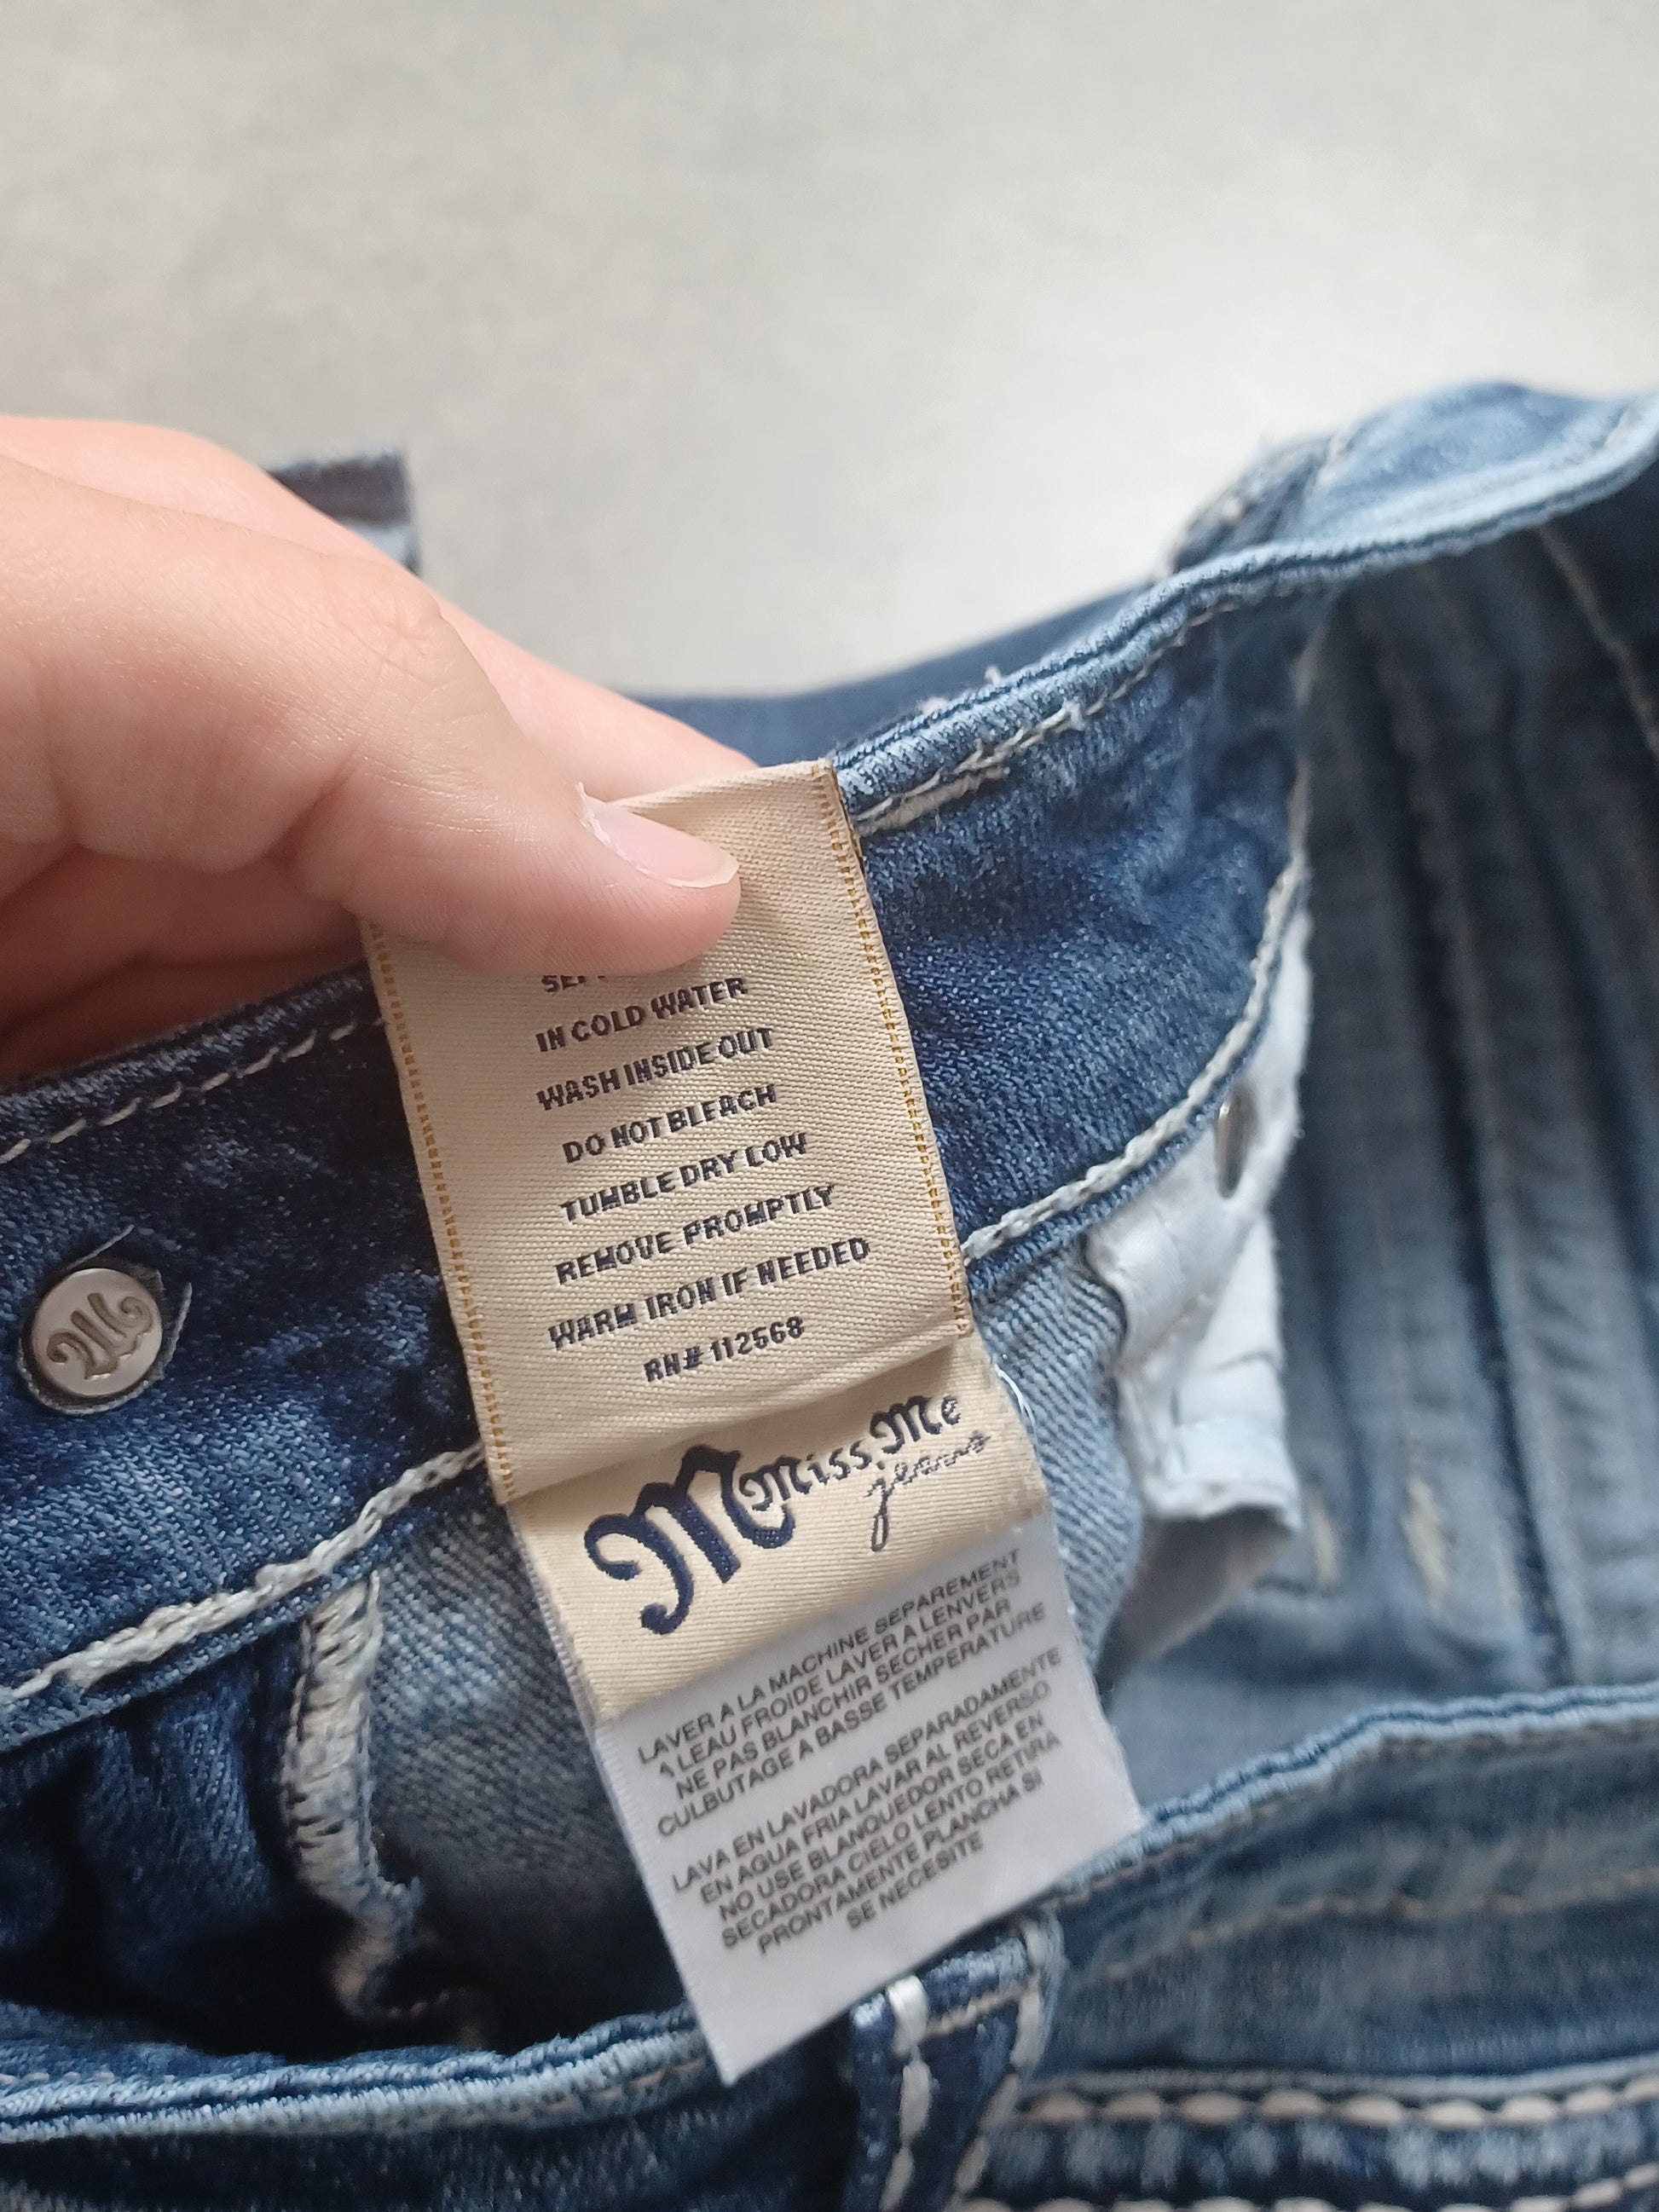 IN COLD WATER
WASH INSIDE OUT
DO NOT BLEACH
TUMBLE DRY LOW
REMOVE PROMPTLY
WARM IRON IF NEEDED
RN# 112568
M Miss Me
jeans
LAVER A LA MACHINE SEPAREMENT
A LEAU FROIDE LAVER A LENVERS
NE PAS BLANCHIR SECHER PAR
CULBUTAGE A BASSE TEMPERATURE
LAVA EN LAVADORA SEPARADAMENTE
EN AGUA FRIA LAVAR AL REVERSO
NO USE BLANQUEDOR SECA EN
SECADORA CIELO LENTO RETIRA
PRONTAMENTE PLANCHA SI
SE NECESITE
M